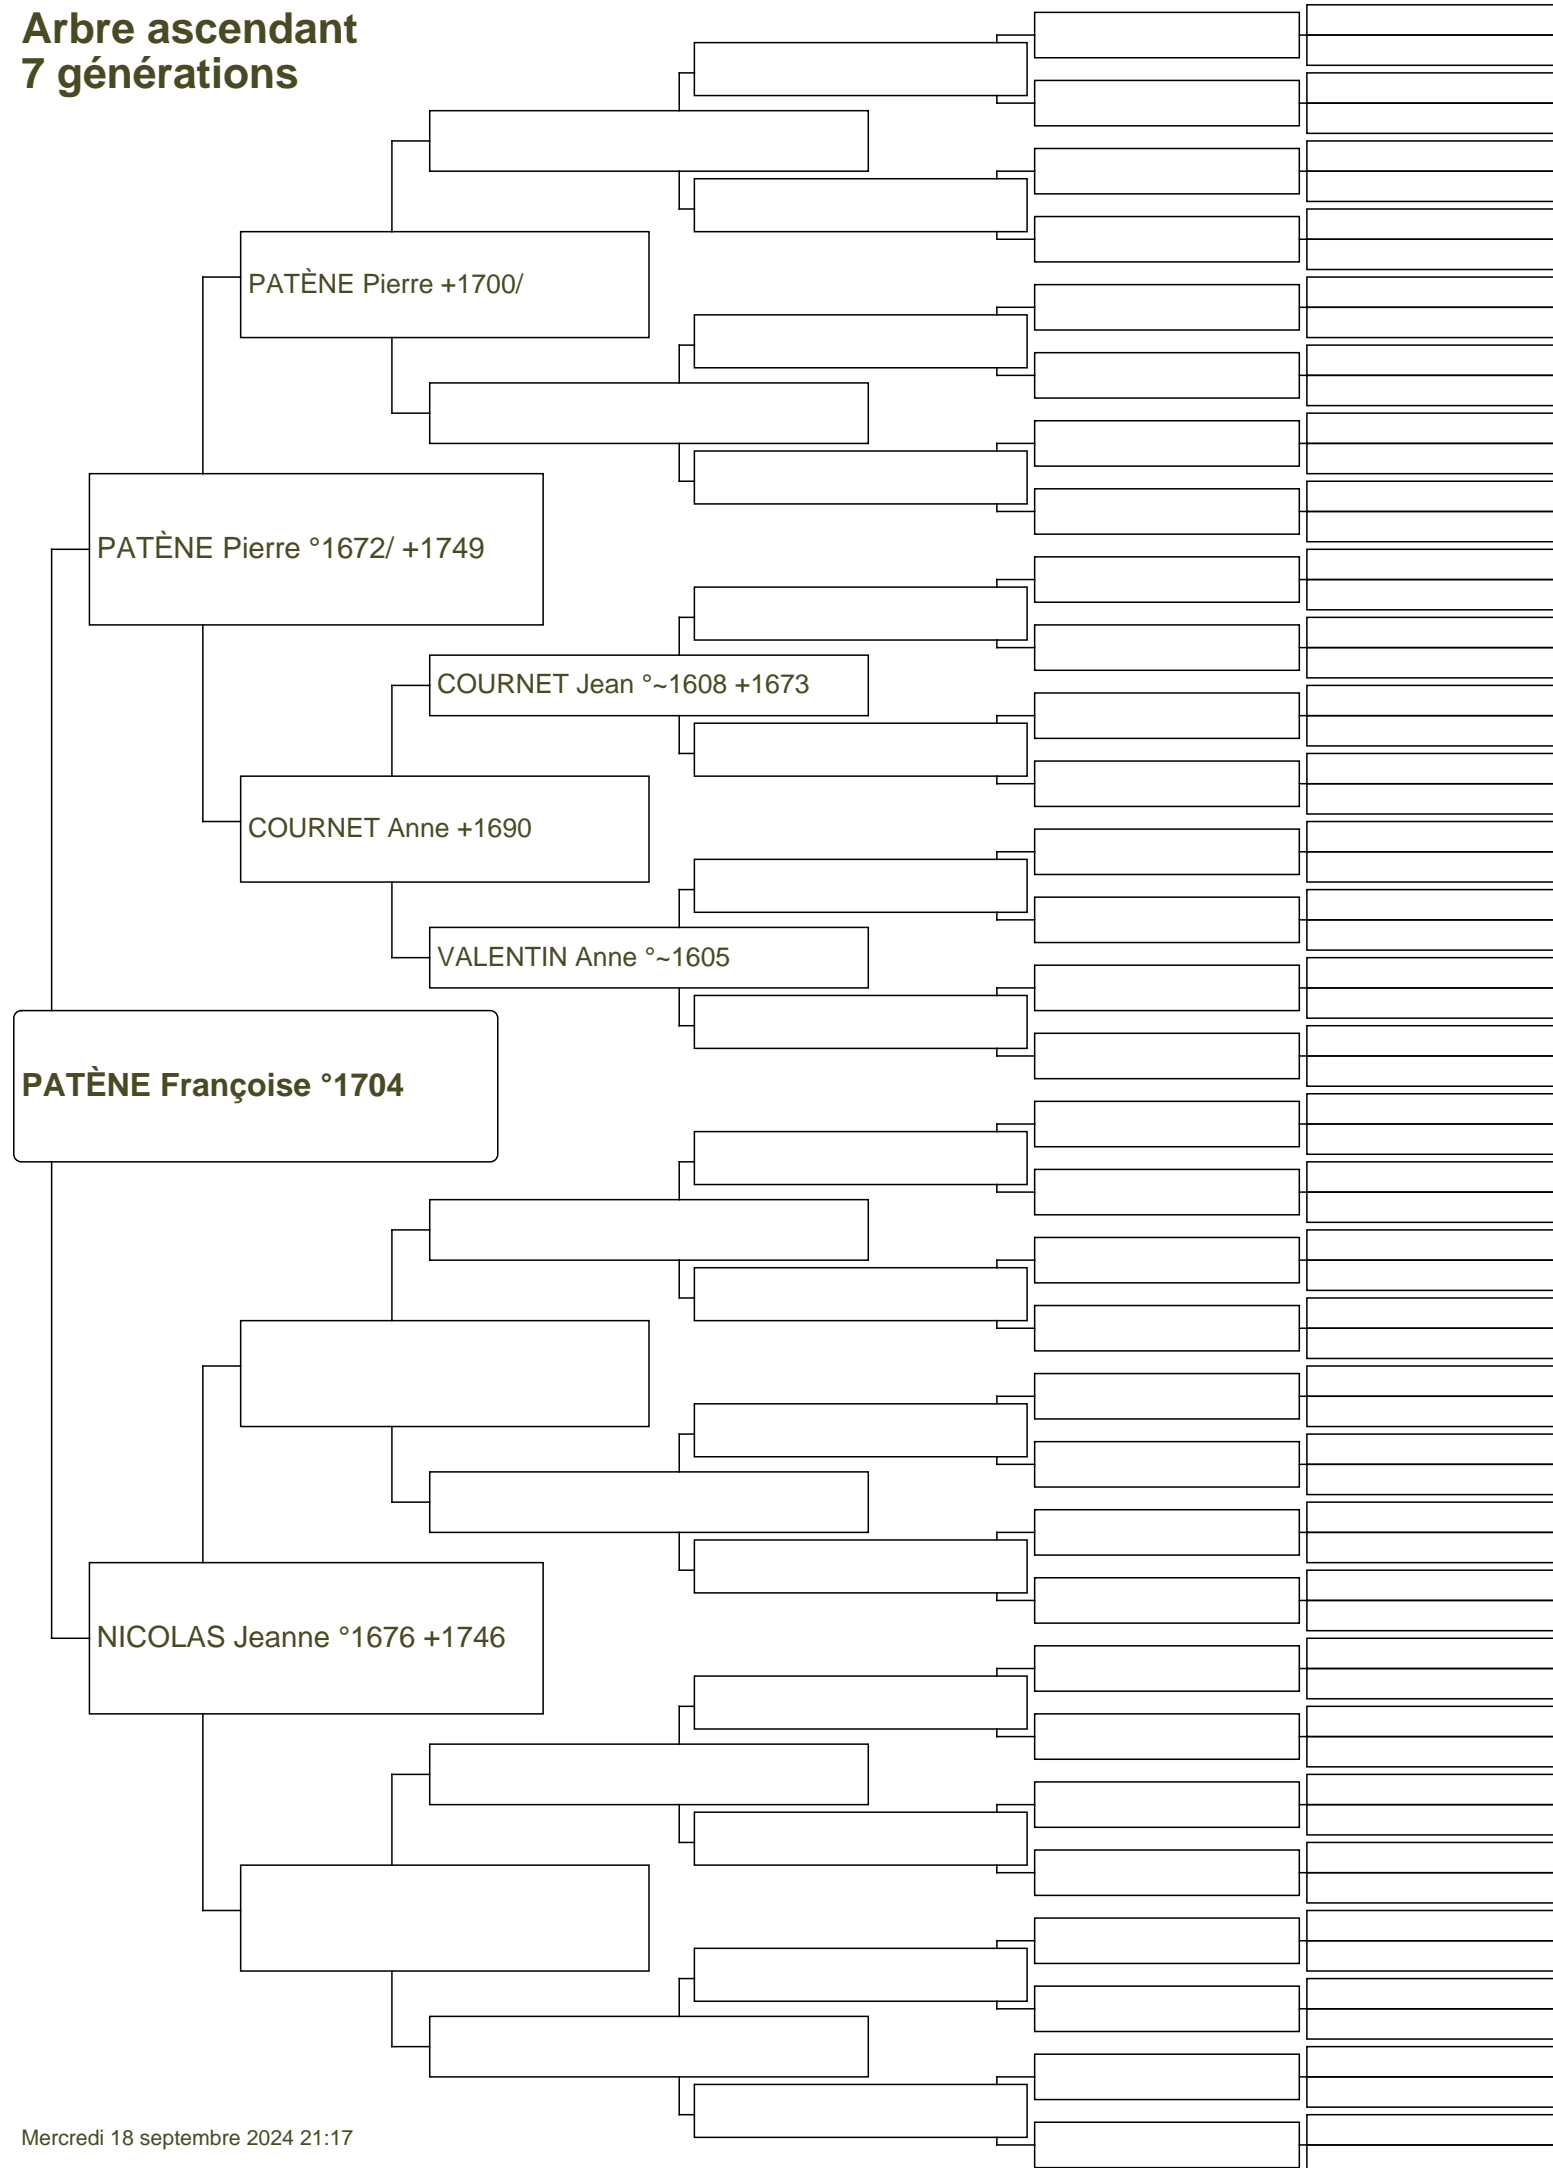 Arbre ascendant
7 générations
PATÈNE Pierre +1700/
PATÈNE Pierre °1672/ +1749
COURNET Jean °~1608 +1673
COURNET Anne +1690
VALENTIN Anne °~1605
PATÈNE Françoise °1704
NICOLAS Jeanne °1676 +1746
Mercredi 18 septembre 2024 21:17